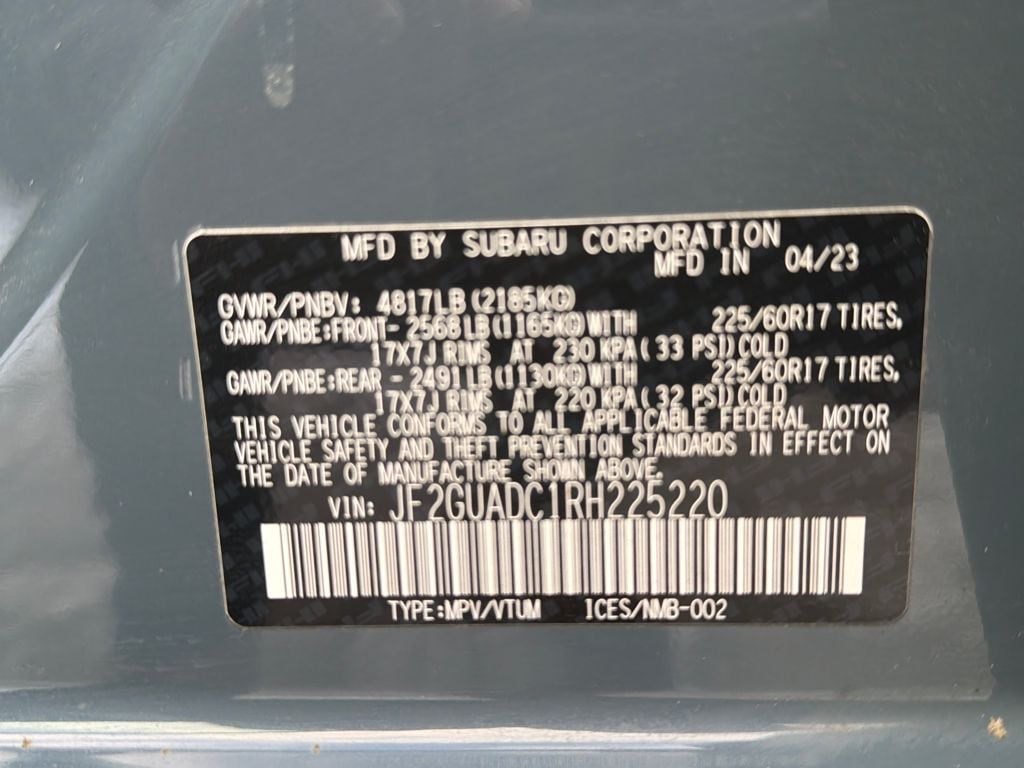 MFD BY SUBARU CORPORATION
MFD IN 04/23
GVWR/PNBV: 4817LB(2185KG)
GAWR/PNBE:FRONT- 2568LB(1165KG)WITH 225/60R17 TIRES,
17X7J RIMS AT 230 KPA( 33 PSI)COLD
GAWR/PNBE:REAR - 2491LB(1130KG)WITH 225/60R17 TIRES,
17X7J RIMS AT 220 KPA( 32 PSI)COLD
THIS VEHICLE CONFORMS TO ALL APPLICABLE FEDERAL MOTOR
VEHICLE SAFETY AND THEFT PREVENTION STANDARDS IN EFFECT ON
THE DATE OF MANUFACTURE SHOWN ABOVE.
VIN: JF2GUADC1RH225220
TYPE:MPV/VTUM ICES/NMB-002